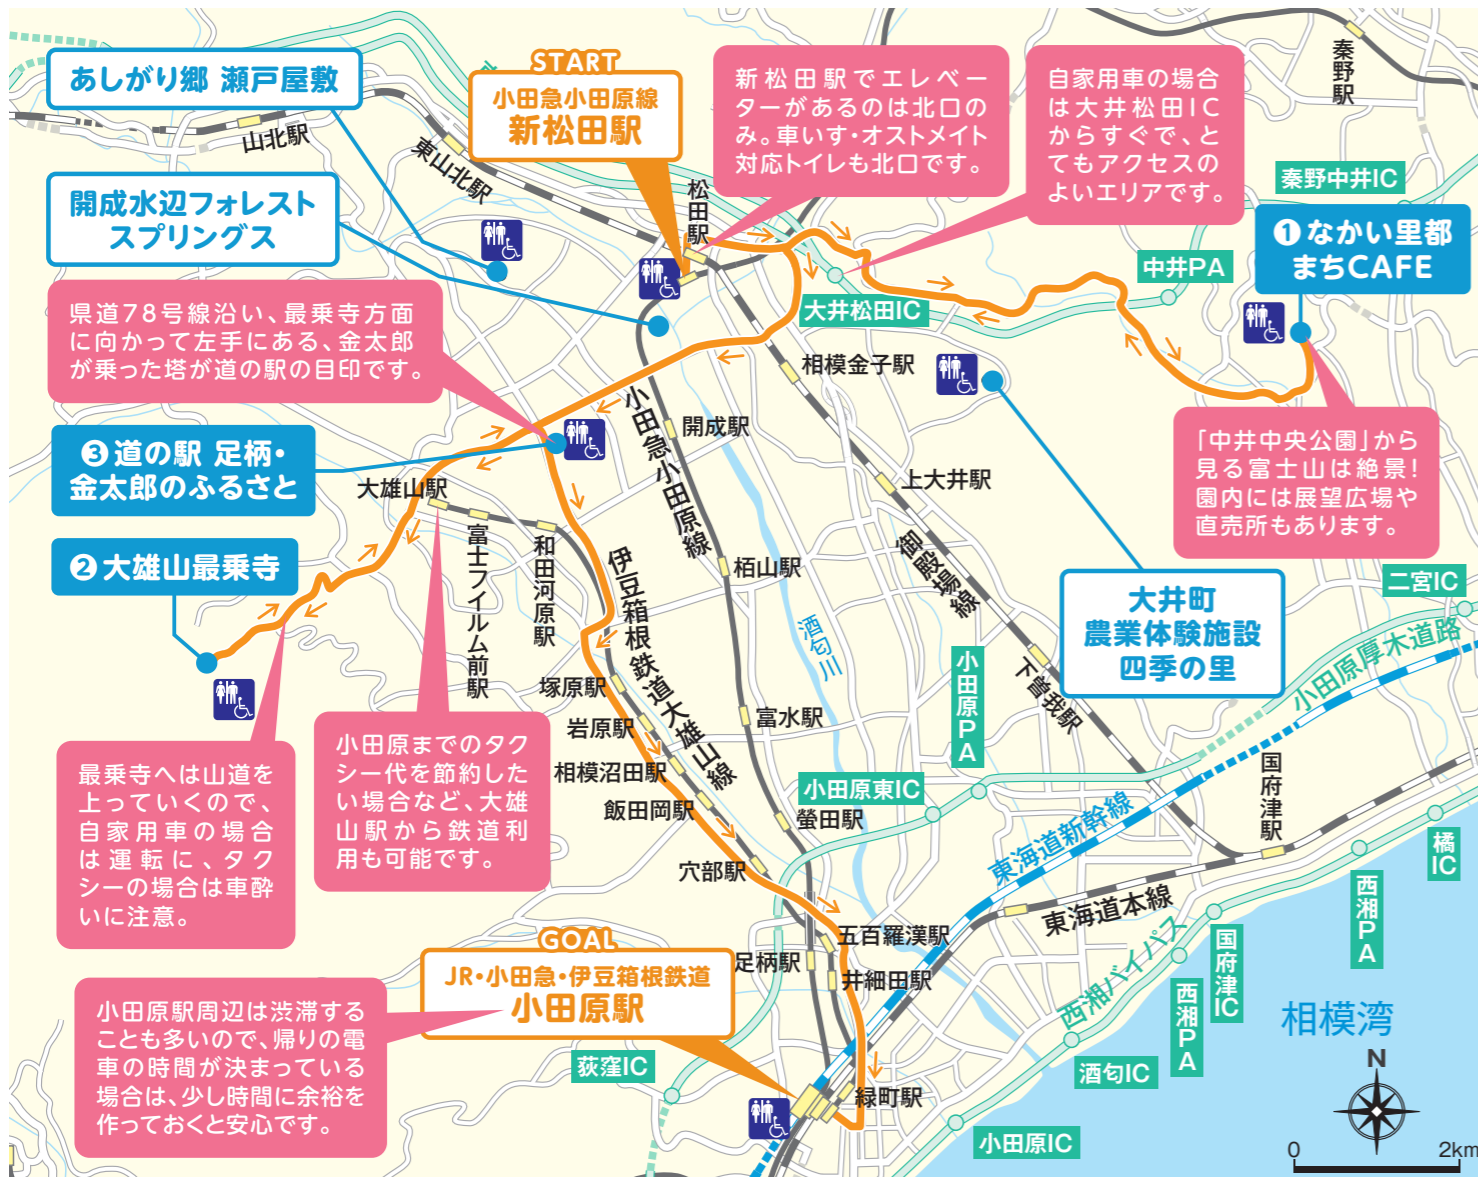 あしがり郷 瀬戸屋敷
開成水辺フォレスト
スプリングス
START
小田急小田原線
新松田駅
新松田駅でエレベー
ターがあるのは北口の
み。車いす・オストメイト
対応トイレも北口です。
自家用車の場合
は大井松田IC
からすぐで、と
てもアクセスの
よいエリアです。
秦野駅
秦野中井IC
❶なかい里都
まちCAFE
中井PA
山北駅
東山北駅
松田駅
大井松田IC
県道78号線沿い、最乗寺方面
に向かって左手にある、金太郎
が乗った塔が道の駅の目印です。
相模金子駅
開成駅
小田急小田原線
❸道の駅 足柄・
金太郎のふるさと
大雄山駅
富士フイルム前駅
和田河原駅
❷大雄山最乗寺
上大井駅
栢山駅
御殿場線
「中井中央公園」から
見る富士山は絶景!
園内には展望広場や
直売所もあります。
大井町
農業体験施設
四季の里
二宮IC
小田原厚木道路
伊豆箱根鉄道大雄山線
酒匂川
小田原PA
下曽我駅
塚原駅
岩原駅
相模沼田駅
飯田岡駅
富水駅
穴部駅
螢田駅
小田原東IC
国府津駅
東海道新幹線
東海道本線
橘IC
西湘PA
国府津IC
西湘PA
西湘バイパス
最乗寺へは山道を
上っていくので、
自家用車の場合
は運転に、タク
シーの場合は車酔
いに注意。
小田原までのタク
シー代を節約した
い場合など、大雄
山駅から鉄道利
用も可能です。
五百羅漢駅
足柄駅
井細田駅
GOAL
JR・小田急・伊豆箱根鉄道
小田原駅
小田原駅周辺は渋滞する
ことも多いので、帰りの電
車の時間が決まっている
場合は、少し時間に余裕を
作っておくと安心です。
荻窪IC
緑町駅
酒匂IC
小田原IC
相模湾
N
0
2km